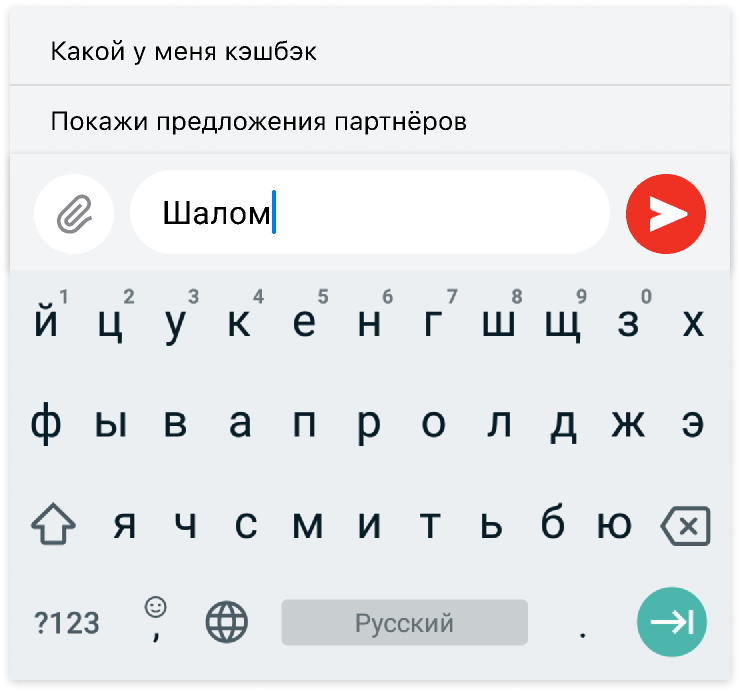 Какой у меня кэшбэк
Покажи предложения партнёров
Шалом
1 2 3 4 5 6 7 8 9 0
й ц у к е н г ш щ з х
ф ы в а п р о л д ж э
я ч с м и т ь б ю
?123 , Русский .